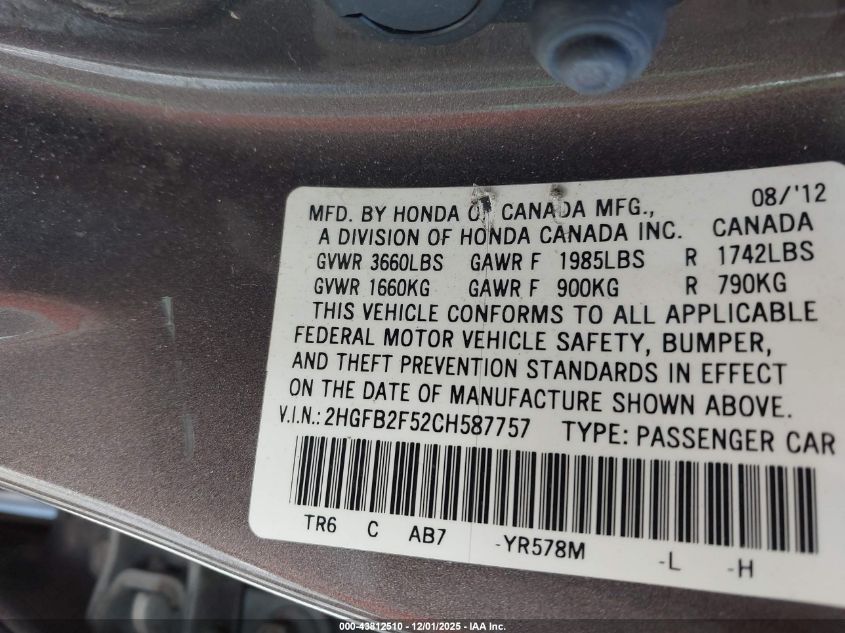 08/'12
MFD. BY HONDA OF CANADA MFG.,
A DIVISION OF HONDA CANADA INC. CANADA
GVWR 3660LBS GAWR F 1985LBS R 1742LBS
GVWR 1660KG GAWR F 900KG R 790KG
THIS VEHICLE CONFORMS TO ALL APPLICABLE
FEDERAL MOTOR VEHICLE SAFETY, BUMPER,
AND THEFT PREVENTION STANDARDS IN EFFECT
ON THE DATE OF MANUFACTURE SHOWN ABOVE.
V.I.N.: 2HGFB2F52CH587757 TYPE: PASSENGER CAR
TR6 C AB7 -YR578M -L -H
000-43812510 - 12/01/2025 - IAA Inc.